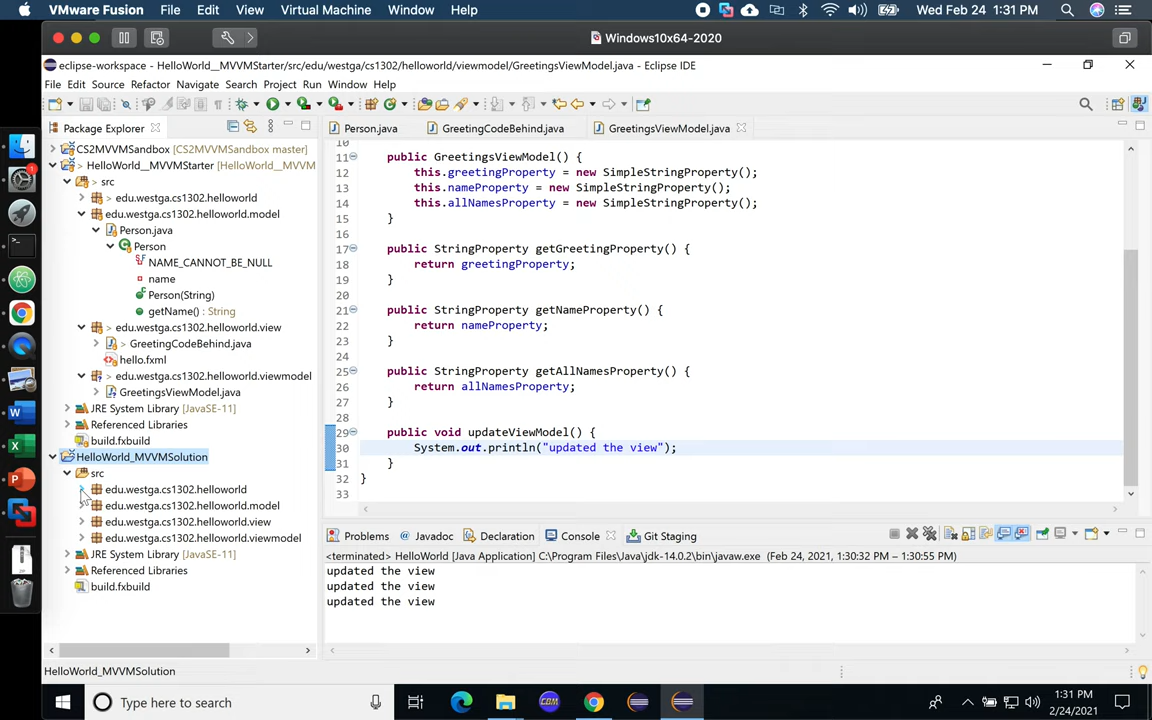 VMware Fusion File Edit View Virtual Machine Window Help Wed Feb 24 1:31 PM
Windows10x64-2020
eclipse-workspace - HelloWorld__MVVMStarter/src/edu/westga/cs1302/helloworld/viewmodel/GreetingsViewModel.java - Eclipse IDE
File Edit Source Refactor Navigate Search Project Run Window Help
Package Explorer
Person.java GreetingCodeBehind.java GreetingsViewModel.java
CS2MVVMSandbox [CS2MVVMSandbox master]
> HelloWorld__MVVMStarter [HelloWorld__MVVM
> src
> edu.westga.cs1302.helloworld
> edu.westga.cs1302.helloworld.model
Person.java
Person
NAME_CANNOT_BE_NULL
name
Person(String)
getName() : String
> edu.westga.cs1302.helloworld.view
> GreetingCodeBehind.java
hello.fxml
> edu.westga.cs1302.helloworld.viewmodel
GreetingsViewModel.java
JRE System Library [JavaSE-11]
Referenced Libraries
build.fxbuild
HelloWorld_MVVMSolution
src
edu.westga.cs1302.helloworld
edu.westga.cs1302.helloworld.model
edu.westga.cs1302.helloworld.view
edu.westga.cs1302.helloworld.viewmodel
JRE System Library [JavaSE-11]
Referenced Libraries
build.fxbuild
10
11 public GreetingsViewModel() {
12 this.greetingProperty = new SimpleStringProperty();
13 this.nameProperty = new SimpleStringProperty();
14 this.allNamesProperty = new SimpleStringProperty();
15 }
16
17 public StringProperty getGreetingProperty() {
18 return greetingProperty;
19 }
20
21 public StringProperty getNameProperty() {
22 return nameProperty;
23 }
24
25 public StringProperty getAllNamesProperty() {
26 return allNamesProperty;
27 }
28
29 public void updateViewModel() {
30 System.out.println("updated the view");
31 }
32 }
33
Problems Javadoc Declaration Console Git Staging
<terminated> HelloWorld [Java Application] C:\Program Files\Java\jdk-14.0.2\bin\javaw.exe (Feb 24, 2021, 1:30:32 PM – 1:30:55 PM)
updated the view
updated the view
updated the view
HelloWorld_MVVMSolution
Type here to search
1:31 PM
2/24/2021